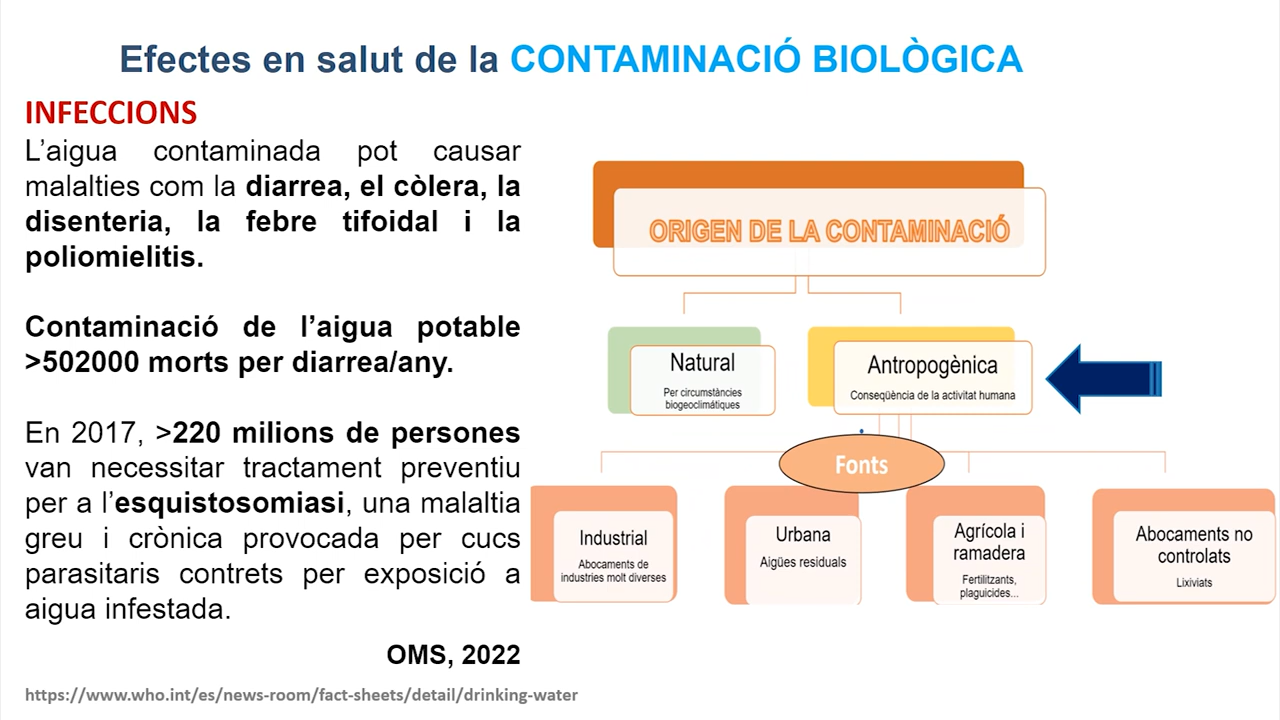 Efectes en salut de la CONTAMINACIÓ BIOLÒGICA
INFECCIONS
L’aigua contaminada pot causar
malalties com la diarrea, el còlera, la
disenteria, la febre tifoidal i la
poliomielitis.
Contaminació de l’aigua potable
>502000 morts per diarrea/any.
En 2017, >220 milions de persones
van necessitar tractament preventiu
per a l’esquistosomiasi, una malaltia
greu i crònica provocada per cucs
parasitaris contrets per exposició a
aigua infestada.
OMS, 2022
https://www.who.int/es/news-room/fact-sheets/detail/drinking-water
ORIGEN DE LA CONTAMINACIÓ
Natural
Per circumstàncies
biogeoclimátiques
Antropogènica
Conseqüència de la activitat humana
Fonts
Industrial
Abocaments de
industries molt diverses
Urbana
Aigües residuals
Agrícola i
ramadera
Fertilitzants,
plaguicides...
Abocaments no
controlats
Lixiviats